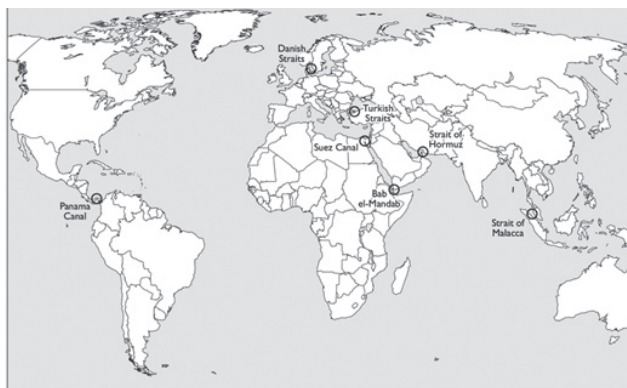 Danish
Straits
Turkish
Straits
Suez Canal
Strait of
Hormuz
Panama
Canal
Bab
el-Mandab
Strait of
Malacca